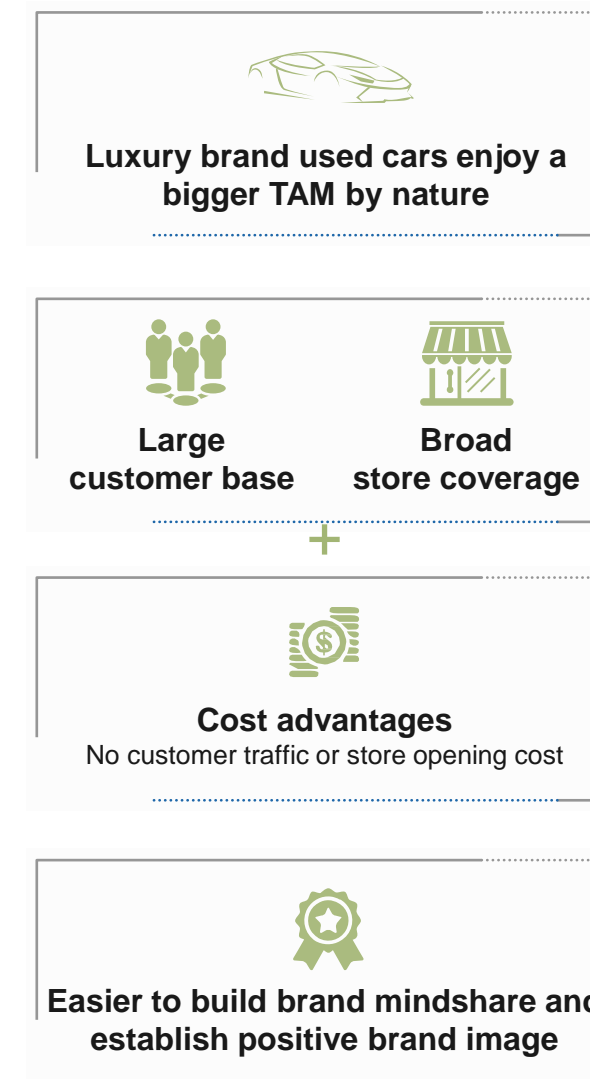 Luxury brand used cars enjoy a
bigger TAM by nature
Large
customer base
Broad
store coverage
+
$
Cost advantages
No customer traffic or store opening cost
Easier to build brand mindshare and
establish positive brand image